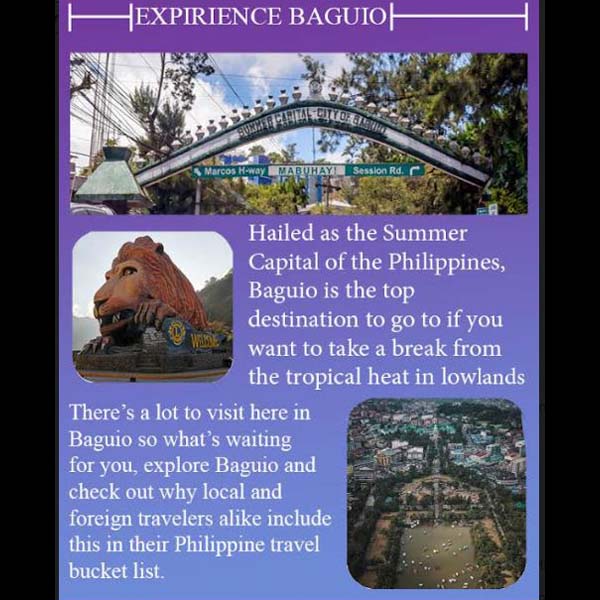 EXPIRIENCE BAGUIO
SUMMER CAPITAL CITY OF BAGUIO
Marcos H-way
MABUHAY!
Session Rd.
Hailed as the Summer
Capital of the Philippines,
Baguio is the top
destination to go to if you
want to take a break from
the tropical heat in lowlands
WELCOME
There's a lot to visit here in
Baguio so what's waiting
for you, explore Baguio and
check out why local and
foreign travelers alike include
this in their Philippine travel
bucket list.